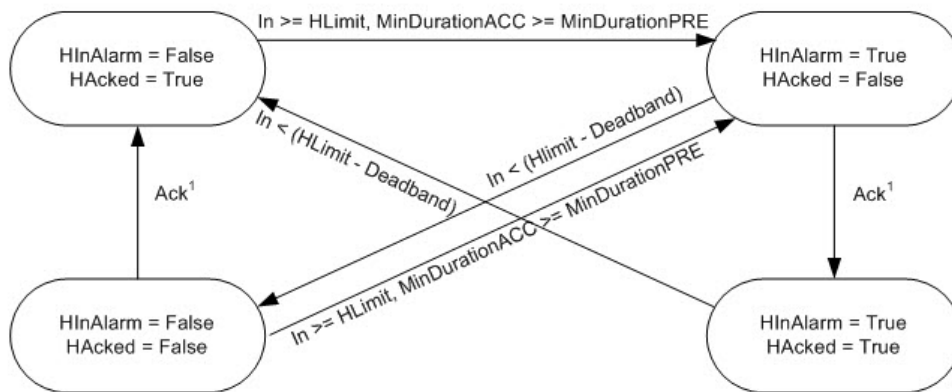 In >= HLimit, MinDurationACC >= MinDurationPRE
HInAlarm = False
HAcked = True
HInAlarm = True
HAcked = False
In < (HLimit - Deadband)
In < (Hlimit - Deadband)
In >= HLimit, MinDurationACC >= MinDurationPRE
Ack¹
Ack¹
HInAlarm = False
HAcked = False
HInAlarm = True
HAcked = True